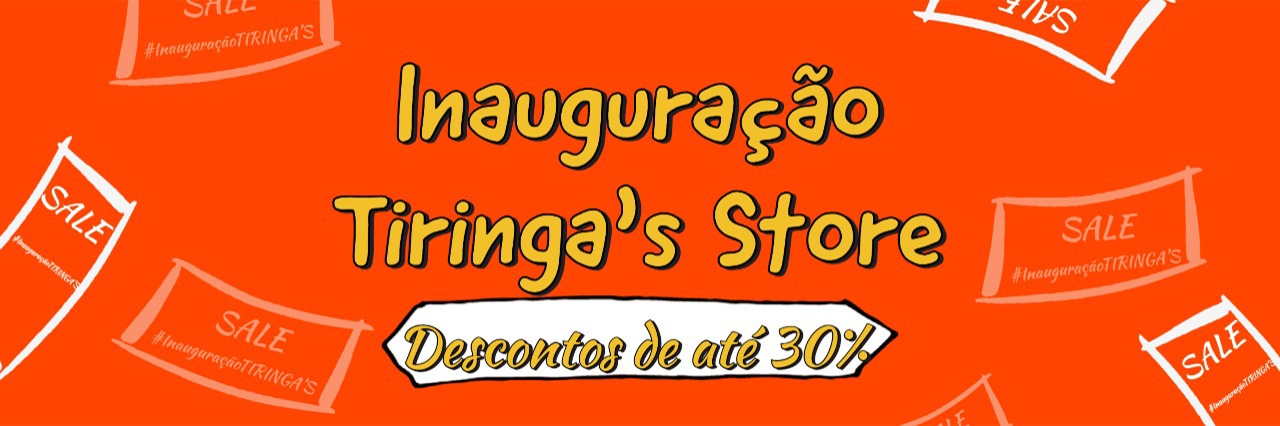 SALE
#InauguraçãoTIRINGA'S
SALE
Inauguração
Tiringa's Store
Descontos de até 30%
SALE
#InauguraçãoTIRINGA'S
SALE
#InauguraçãoTIRINGA'S
SALE
#InauguraçãoTIRINGA'S
SALE
#InauguraçãoTIRINGA'S
SALE